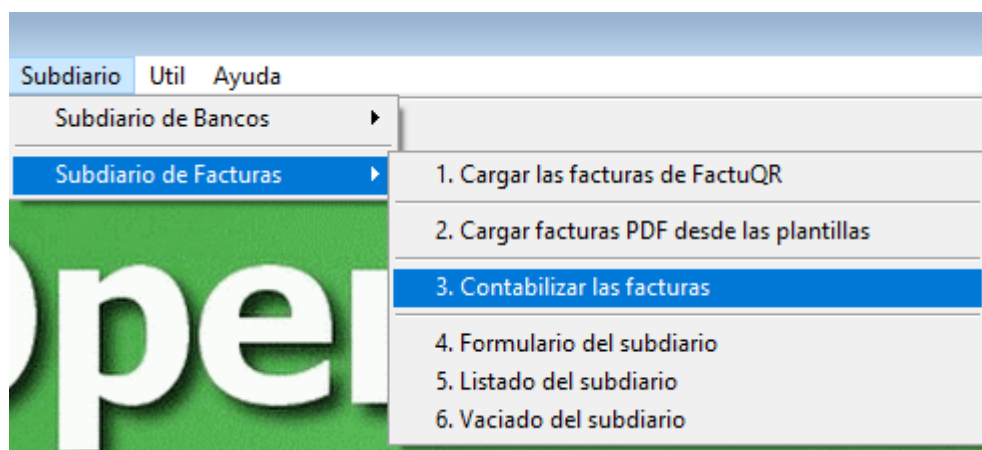 Subdiario Util Ayuda
Subdiario de Bancos
Subdiario de Facturas
1. Cargar las facturas de FactuQR
2. Cargar facturas PDF desde las plantillas
3. Contabilizar las facturas
4. Formulario del subdiario
5. Listado del subdiario
6. Vaciado del subdiario
Ope